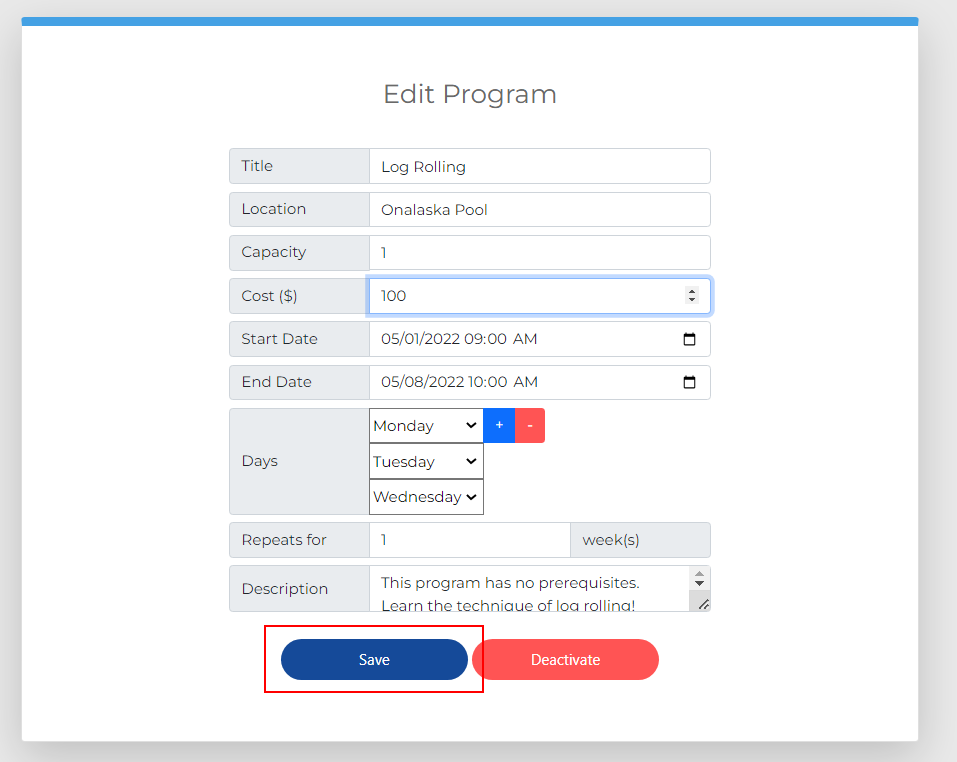 Edit Program
Title Log Rolling
Location Onalaska Pool
Capacity 1
Cost ($) 100
Start Date 05/01/2022 09:00 AM
End Date 05/08/2022 10:00 AM
Monday + -
Days Tuesday
Wednesday
Repeats for 1 week(s)
Description This program has no prerequisites.
Learn the technique of log rolling!
Save Deactivate